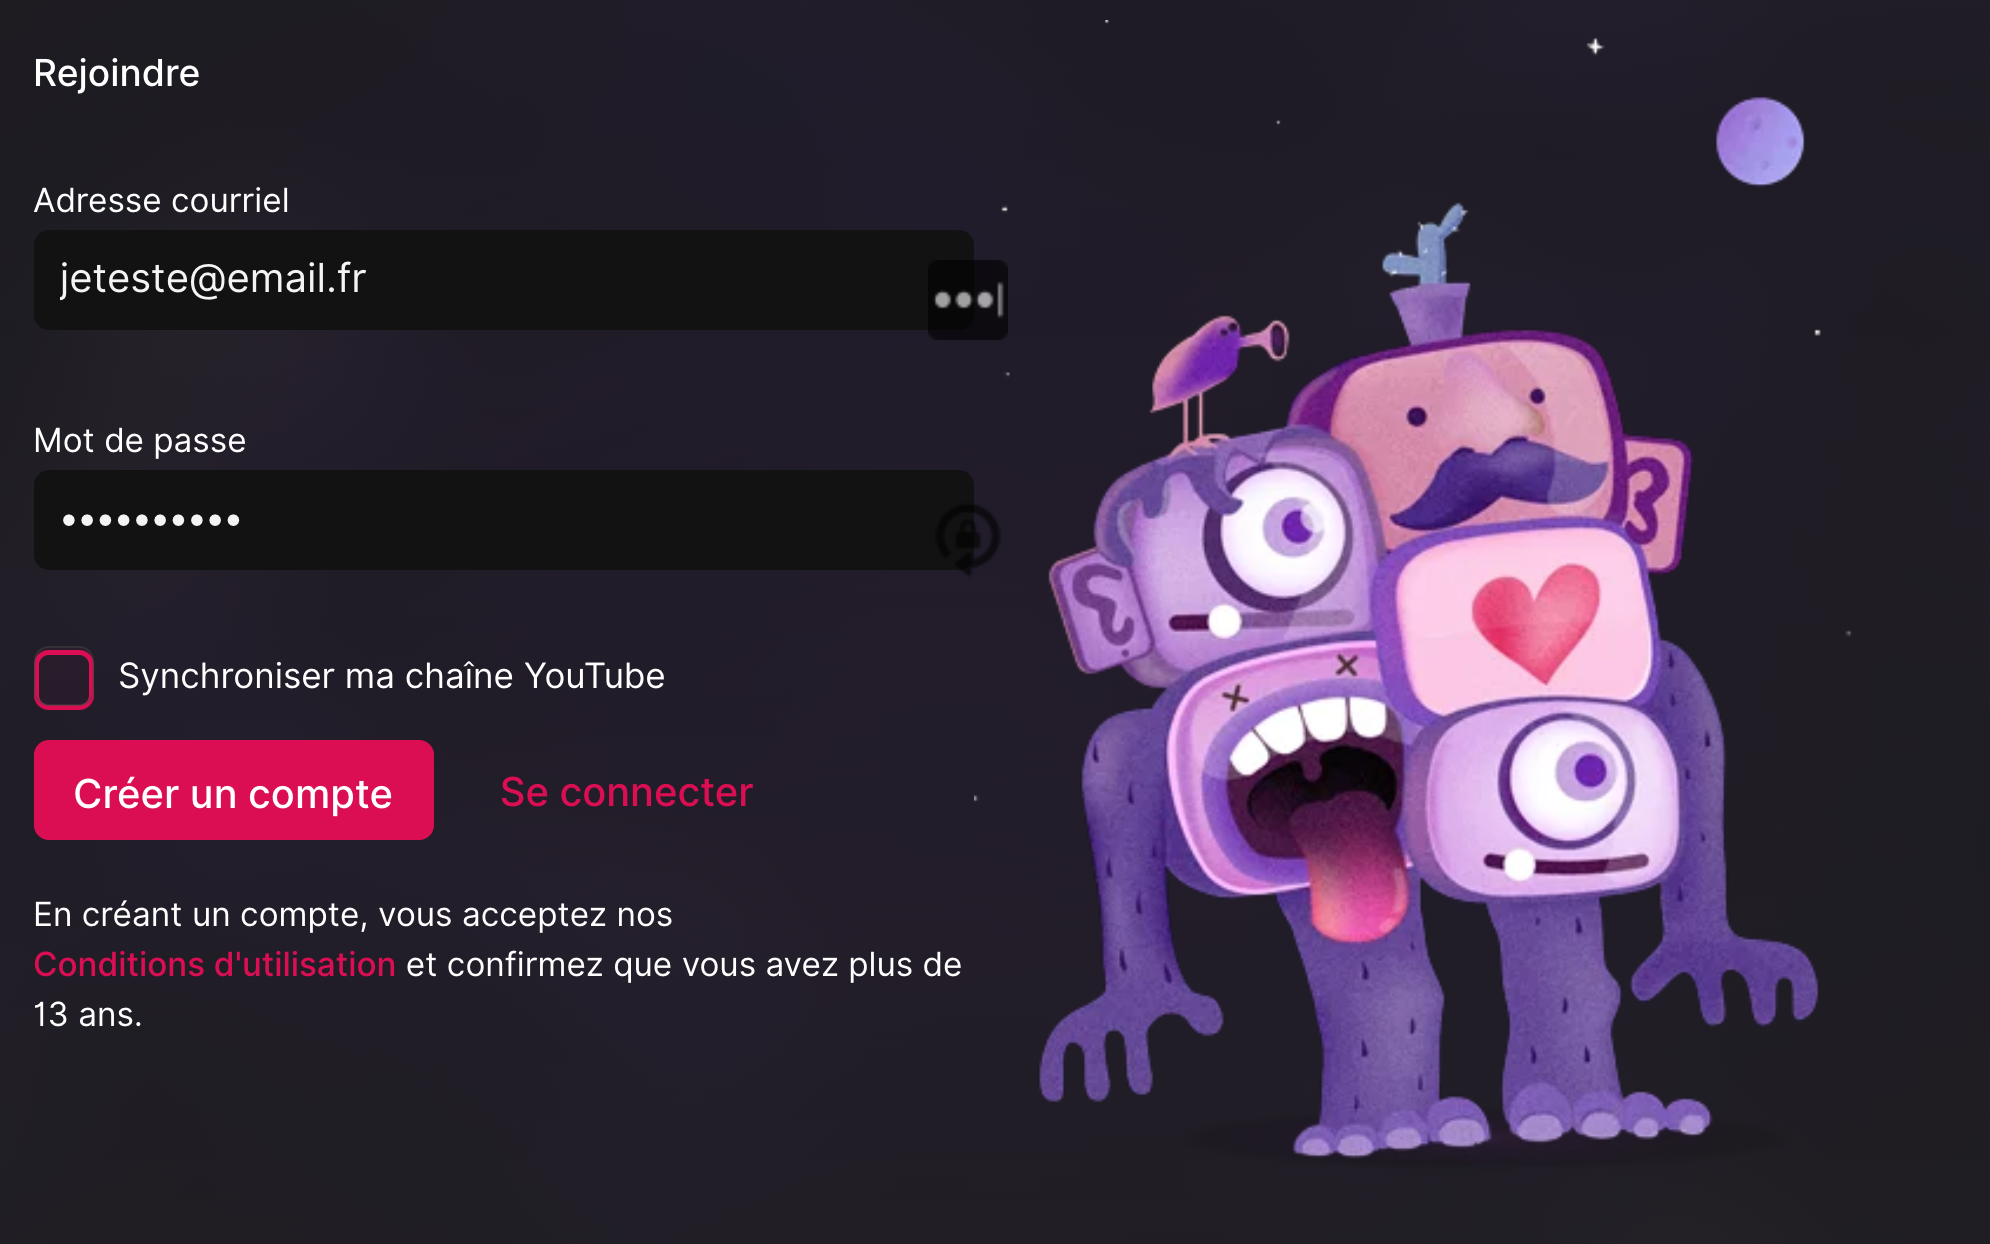 Rejoindre
Adresse courriel
jeteste@email.fr
Mot de passe
••••••••••
Synchroniser ma chaîne YouTube
Créer un compte
Se connecter
En créant un compte, vous acceptez nos
Conditions d'utilisation et confirmez que vous avez plus de
13 ans.